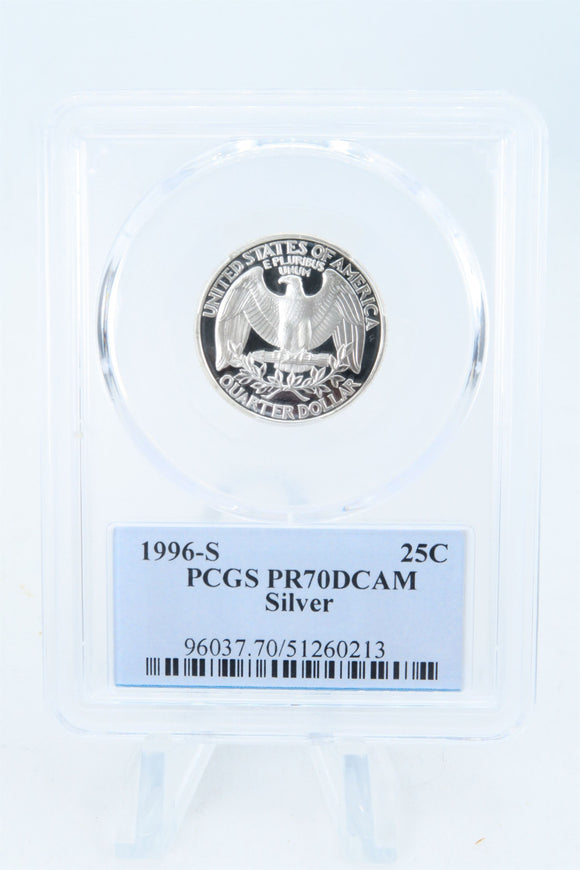 UNITED STATES OF AMERICA
E PLURIBUS
UNUM
QUARTER DOLLAR
1996-S 25C
PCGS PR70DCAM
Silver
96037.70/51260213